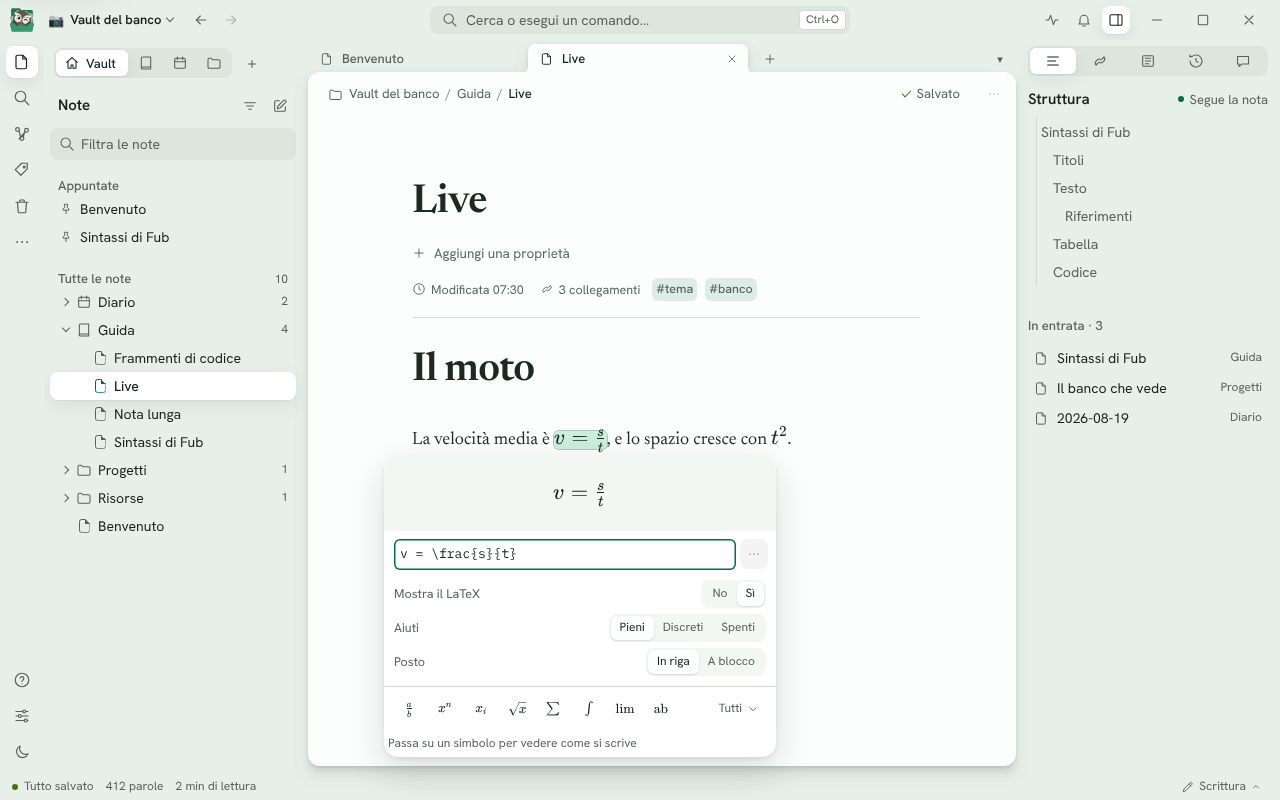 Vault del banco
Cerca o esegui un comando…
Ctrl+O
Vault
Note
Filtra le note
Appuntate
Benvenuto
Sintassi di Fub
Tutte le note 10
Diario 2
Guida 4
Frammenti di codice
Live
Nota lunga
Sintassi di Fub
Progetti 1
Risorse 1
Benvenuto
Benvenuto
Live
Vault del banco / Guida / Live
Salvato
Live
Aggiungi una proprietà
Modificata 07:30 3 collegamenti #tema #banco
Il moto
La velocità media è v = s/t, e lo spazio cresce con t².
v = s/t
v = \frac{s}{t}
Mostra il LaTeX No Sì
Aiuti Pieni Discreti Spenti
Posto In riga A blocco
a/b xⁿ xᵢ √x ∑ ∫ lim ab Tutti
Passa su un simbolo per vedere come si scrive
Struttura
Segue la nota
Sintassi di Fub
Titoli
Testo
Riferimenti
Tabella
Codice
In entrata · 3
Sintassi di Fub Guida
Il banco che vede Progetti
2026-08-19 Diario
Tutto salvato 412 parole 2 min di lettura
Scrittura